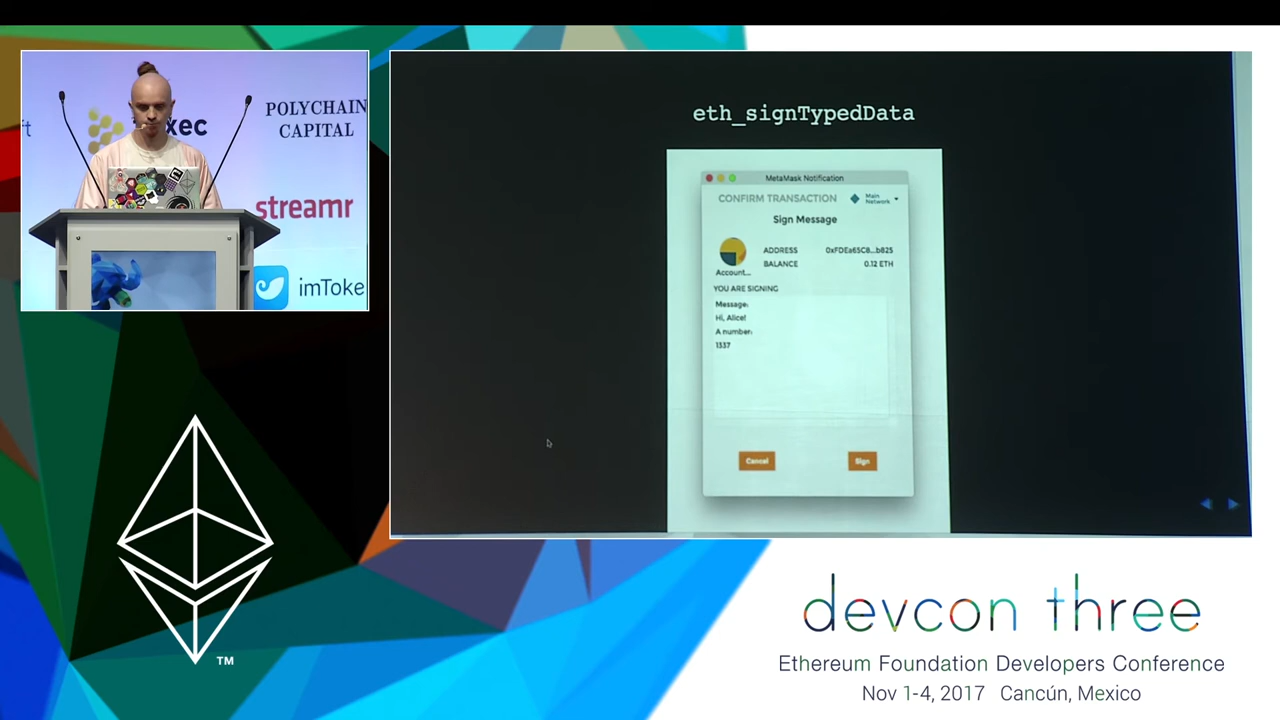 POLYCHAIN
CAPITAL
xec
streamr
imToke
eth_signTypedData
MetaMask Notification
CONFIRM TRANSACTION
Main
Network
Sign Message
ADDRESS 0xFDEa65C8...b825
BALANCE 0.12 ETH
Account...
YOU ARE SIGNING
Message:
Hi, Alice!
A number:
1337
Cancel
Sign
TM
devcon three
Ethereum Foundation Developers Conference
Nov 1-4, 2017 Cancún, Mexico